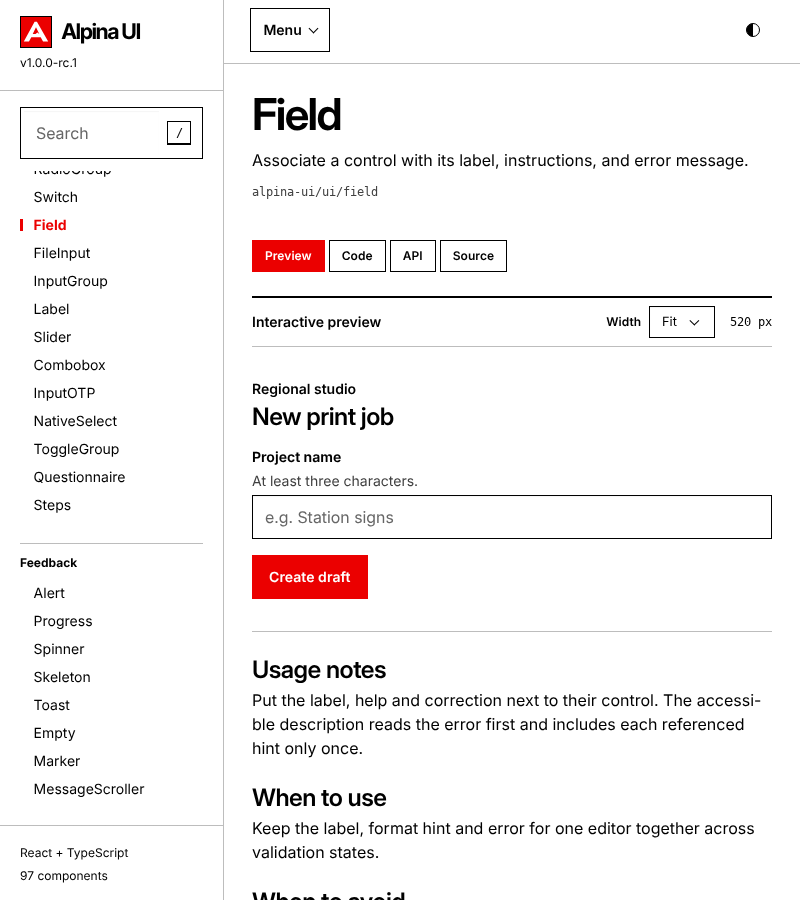 Alpina UI
v1.0.0-rc.1
Search
/
RadioGroup
Switch
Field
FileInput
InputGroup
Label
Slider
Combobox
InputOTP
NativeSelect
ToggleGroup
Questionnaire
Steps
Feedback
Alert
Progress
Spinner
Skeleton
Toast
Empty
Marker
MessageScroller
React + TypeScript
97 components
Menu
Field
Associate a control with its label, instructions, and error message.
alpina-ui/ui/field
Preview
Code
API
Source
Interactive preview
Width
Fit
520 px
Regional studio
New print job
Project name
At least three characters.
e.g. Station signs
Create draft
Usage notes
Put the label, help and correction next to their control. The accessi-
ble description reads the error first and includes each referenced
hint only once.
When to use
Keep the label, format hint and error for one editor together across
validation states.
When to avoid